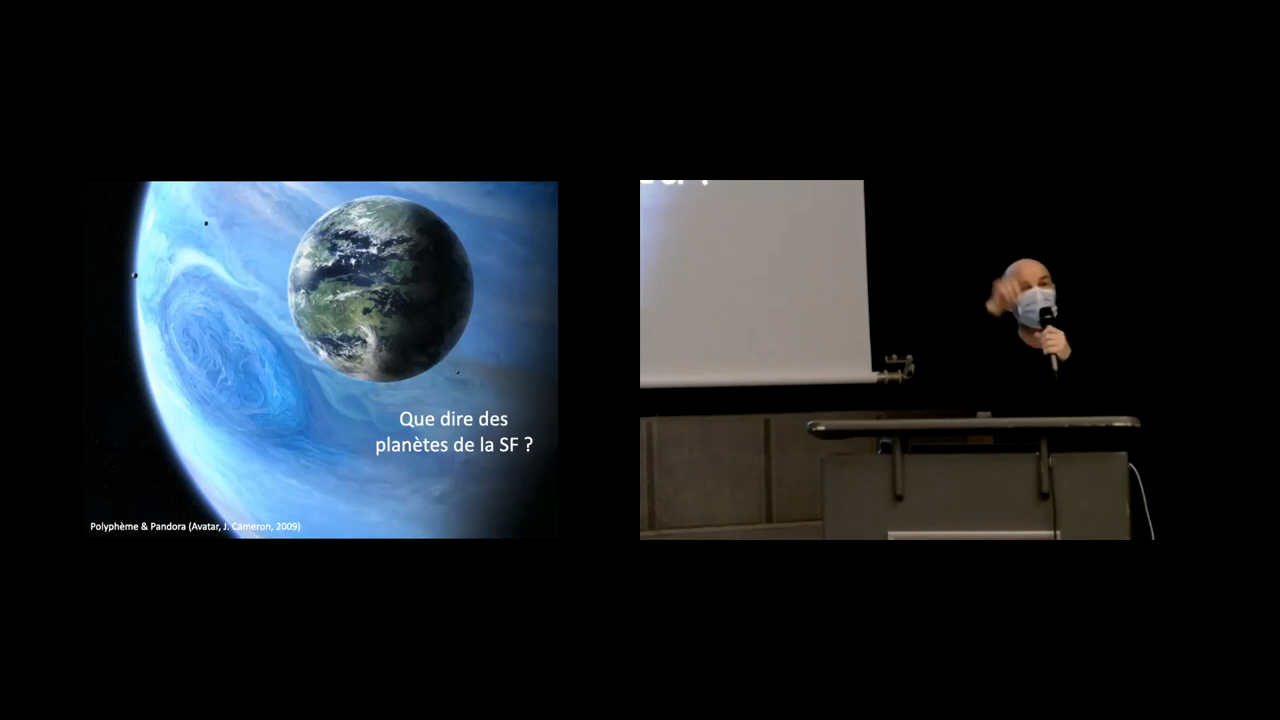 Que dire des
planètes de la SF ?
Polyphème & Pandora (Avatar, J. Cameron, 2009)